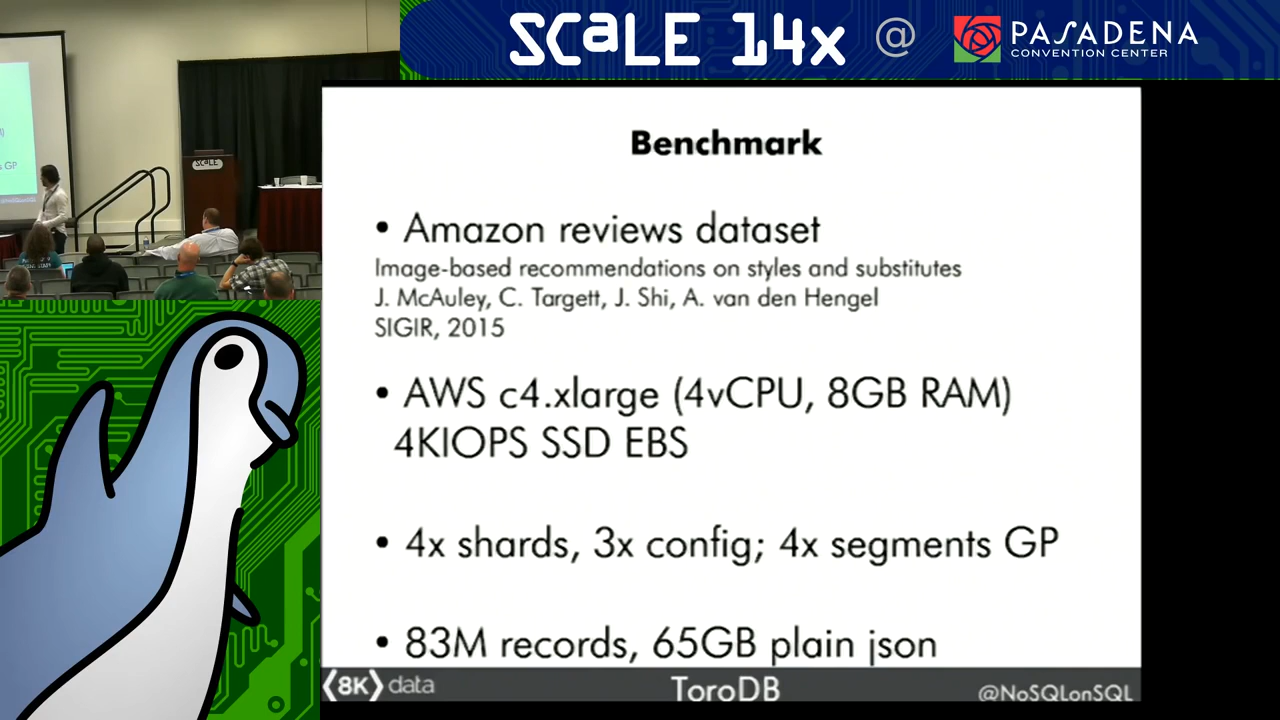 SCaLE 14x @ PASADENA
CONVENTION CENTER
SCaLE
Benchmark
• Amazon reviews dataset
Image-based recommendations on styles and substitutes
J. McAuley, C. Targett, J. Shi, A. van den Hengel
SIGIR, 2015
• AWS c4.xlarge (4vCPU, 8GB RAM)
4KIOPS SSD EBS
• 4x shards, 3x config; 4x segments GP
• 83M records, 65GB plain json
GP
⟨8K⟩data
ToroDB
@NoSQLonSQL